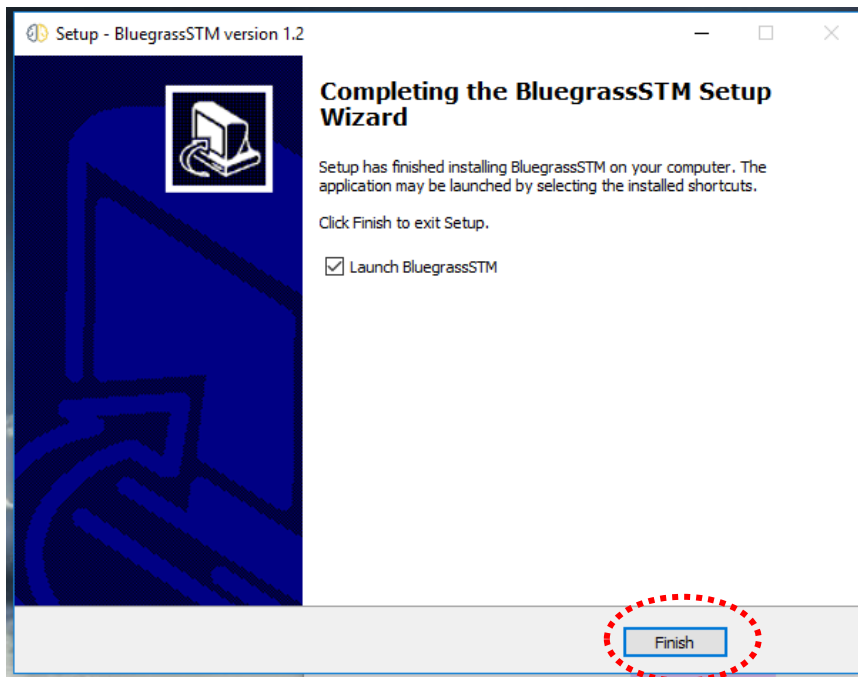 Setup - BluegrassSTM version 1.2
Completing the BluegrassSTM Setup
Wizard
Setup has finished installing BluegrassSTM on your computer. The
application may be launched by selecting the installed shortcuts.
Click Finish to exit Setup.
Launch BluegrassSTM
Finish